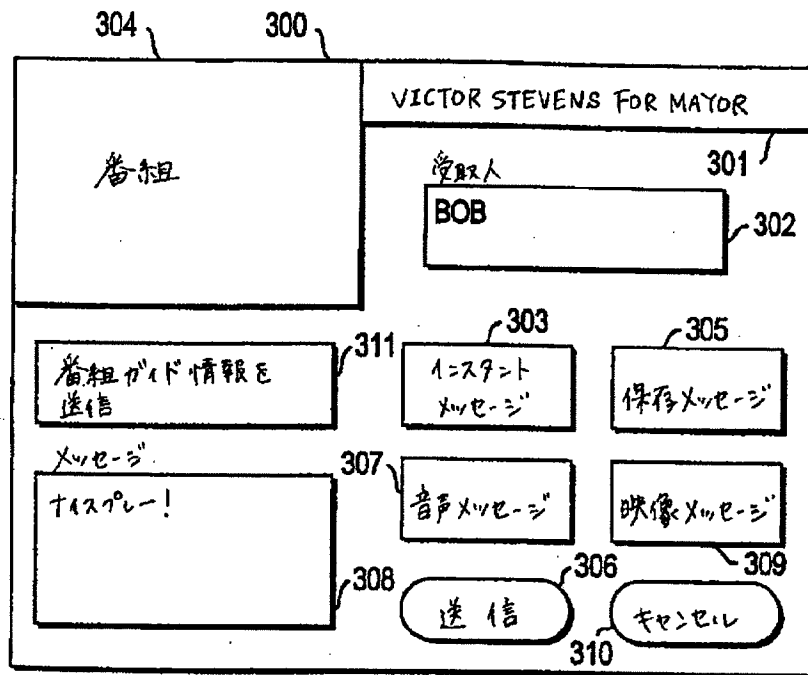 304
300
番組
VICTOR STEVENS FOR MAYOR
301
受取人
BOB
302
番組ガイド情報を
送信
311
303
インスタント
メッセージ
305
保存メッセージ
メッセージ
ナイスプレー!
308
307
音声メッセージ
映像メッセージ
309
306
送信
キャンセル
310